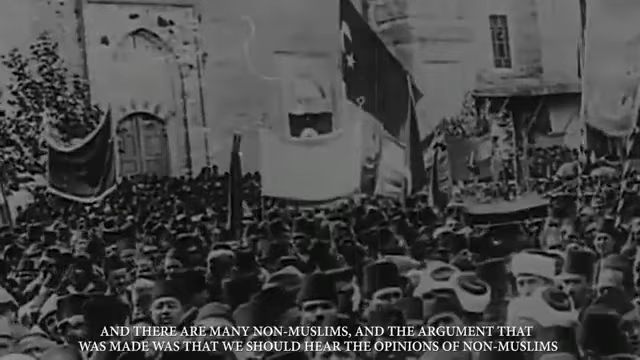 AND THERE ARE MANY NON-MUSLIMS, AND THE ARGUMENT THAT
WAS MADE WAS THAT WE SHOULD HEAR THE OPINIONS OF NON-MUSLIMS